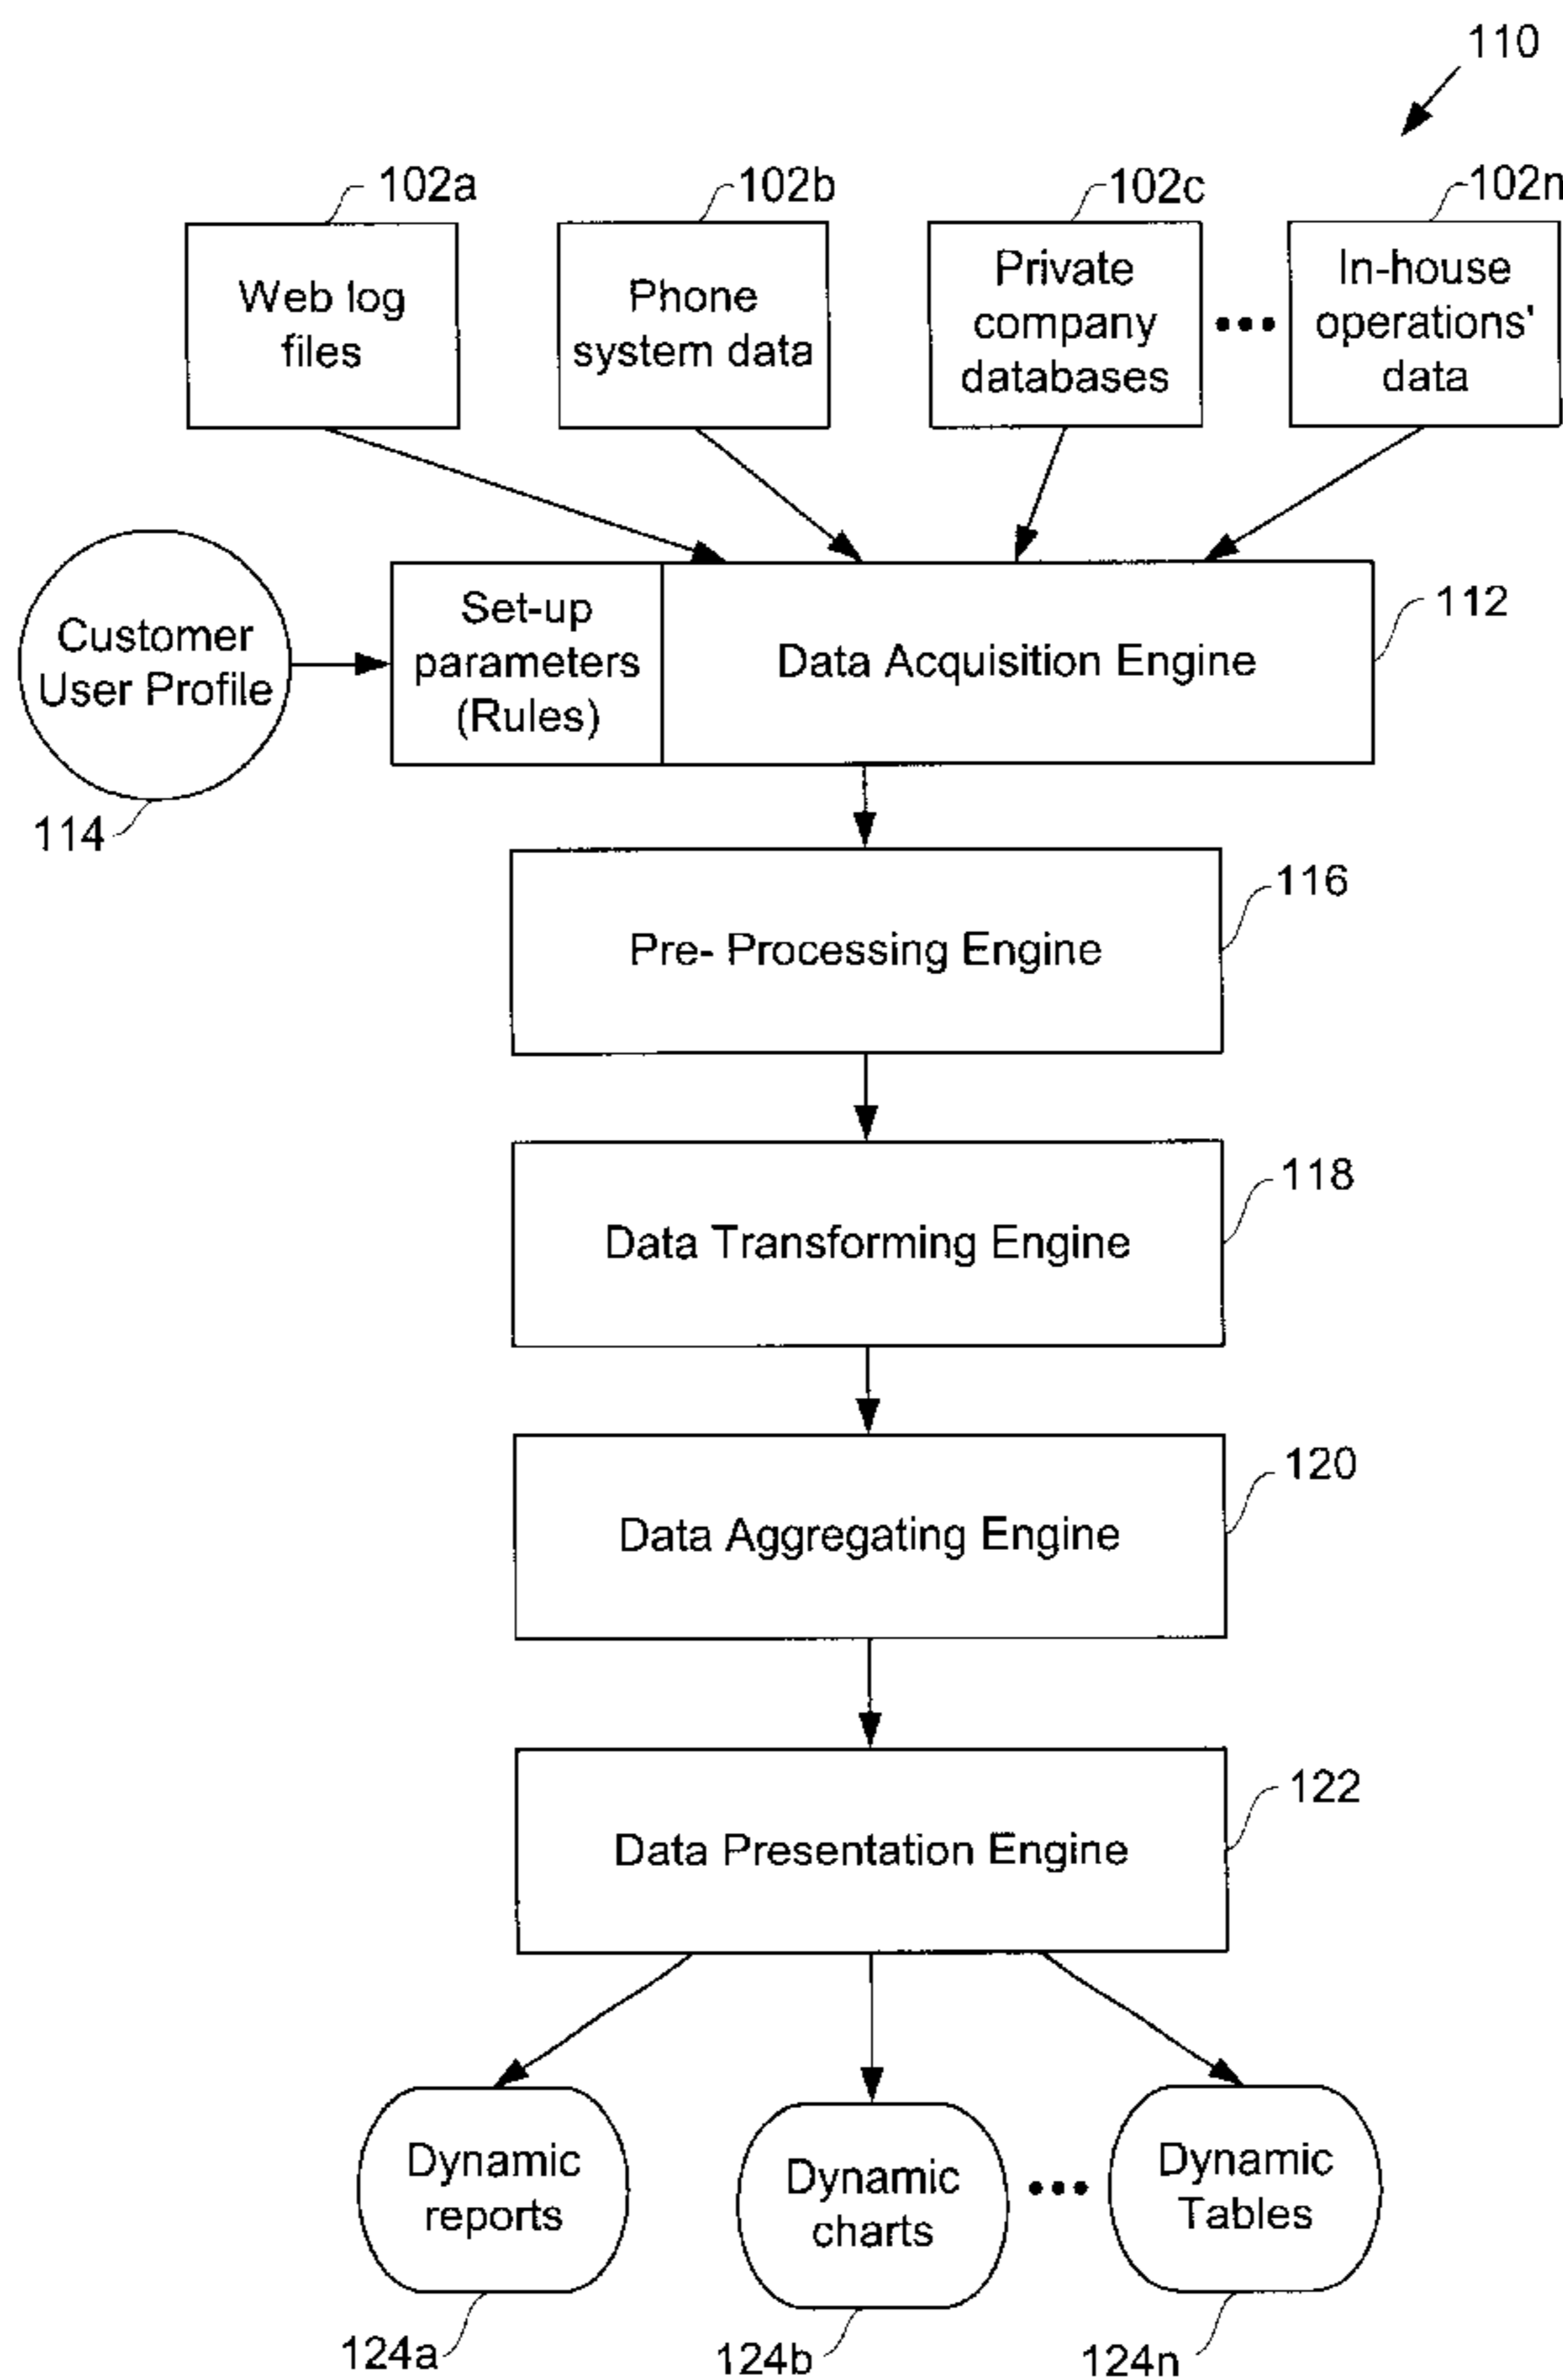 110
102a
102b
102c
102n
Web log
files
Phone
system data
Private
company
databases
In-house
operations'
data
Customer
User Profile
114
Set-up
parameters
(Rules)
Data Acquisition Engine
112
Pre- Processing Engine
116
Data Transforming Engine
118
Data Aggregating Engine
120
Data Presentation Engine
122
Dynamic
reports
Dynamic
charts
Dynamic
Tables
124a
124b
124n